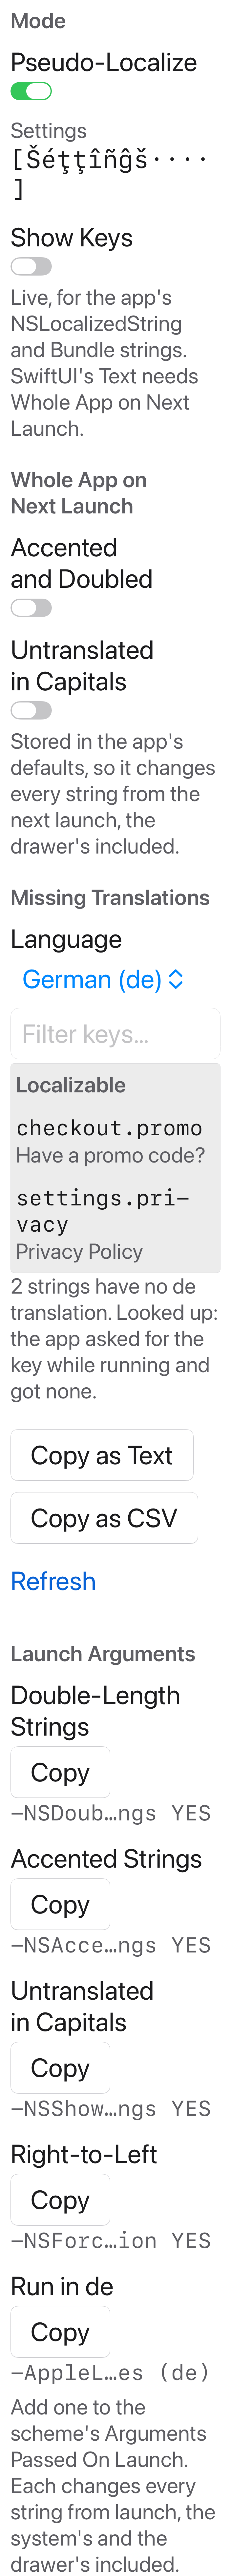 Mode
Pseudo-Localize
Settings
[Šéţţîñĝš····
]
Show Keys
Live, for the app's
NSLocalizedString
and Bundle strings.
SwiftUI's Text needs
Whole App on Next
Launch.
Whole App on
Next Launch
Accented
and Doubled
Untranslated
in Capitals
Stored in the app's
defaults, so it changes
every string from the
next launch, the
drawer's included.
Missing Translations
Language
German (de)
Filter keys...
Localizable
checkout.promo
Have a promo code?
settings.pri-
vacy
Privacy Policy
2 strings have no de
translation. Looked up:
the app asked for the
key while running and
got none.
Copy as Text
Copy as CSV
Refresh
Launch Arguments
Double-Length
Strings
Copy
-NSDoub…ngs YES
Accented Strings
Copy
-NSAcce…ngs YES
Untranslated
in Capitals
Copy
-NSShow…ngs YES
Right-to-Left
Copy
-NSForc…ion YES
Run in de
Copy
-AppleL…es (de)
Add one to the
scheme's Arguments
Passed On Launch.
Each changes every
string from launch, the
system's and the
drawer's included.